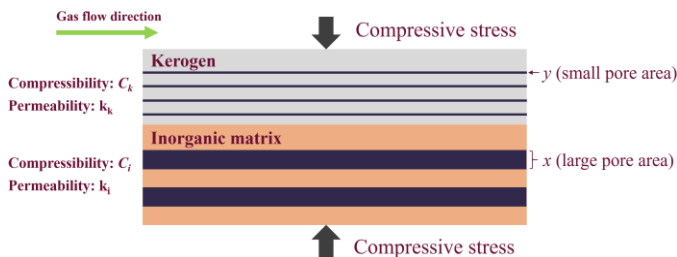 Gas flow direction
Compressive stress
Kerogen
y (small pore area)
Compressibility: Cₖ
Permeability: kₖ
Inorganic matrix
x (large pore area)
Compressibility: Cᵢ
Permeability: kᵢ
Compressive stress